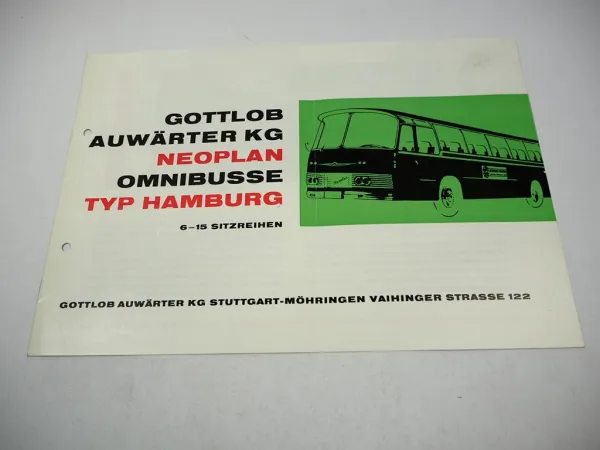 GOTTLOB
AUWÄRTER KG
NEOPLAN
OMNIBUSSE
TYP HAMBURG
6–15 SITZREIHEN
GOTTLOB AUWÄRTER KG STUTTGART-MÖHRINGEN VAIHINGER STRASSE 122